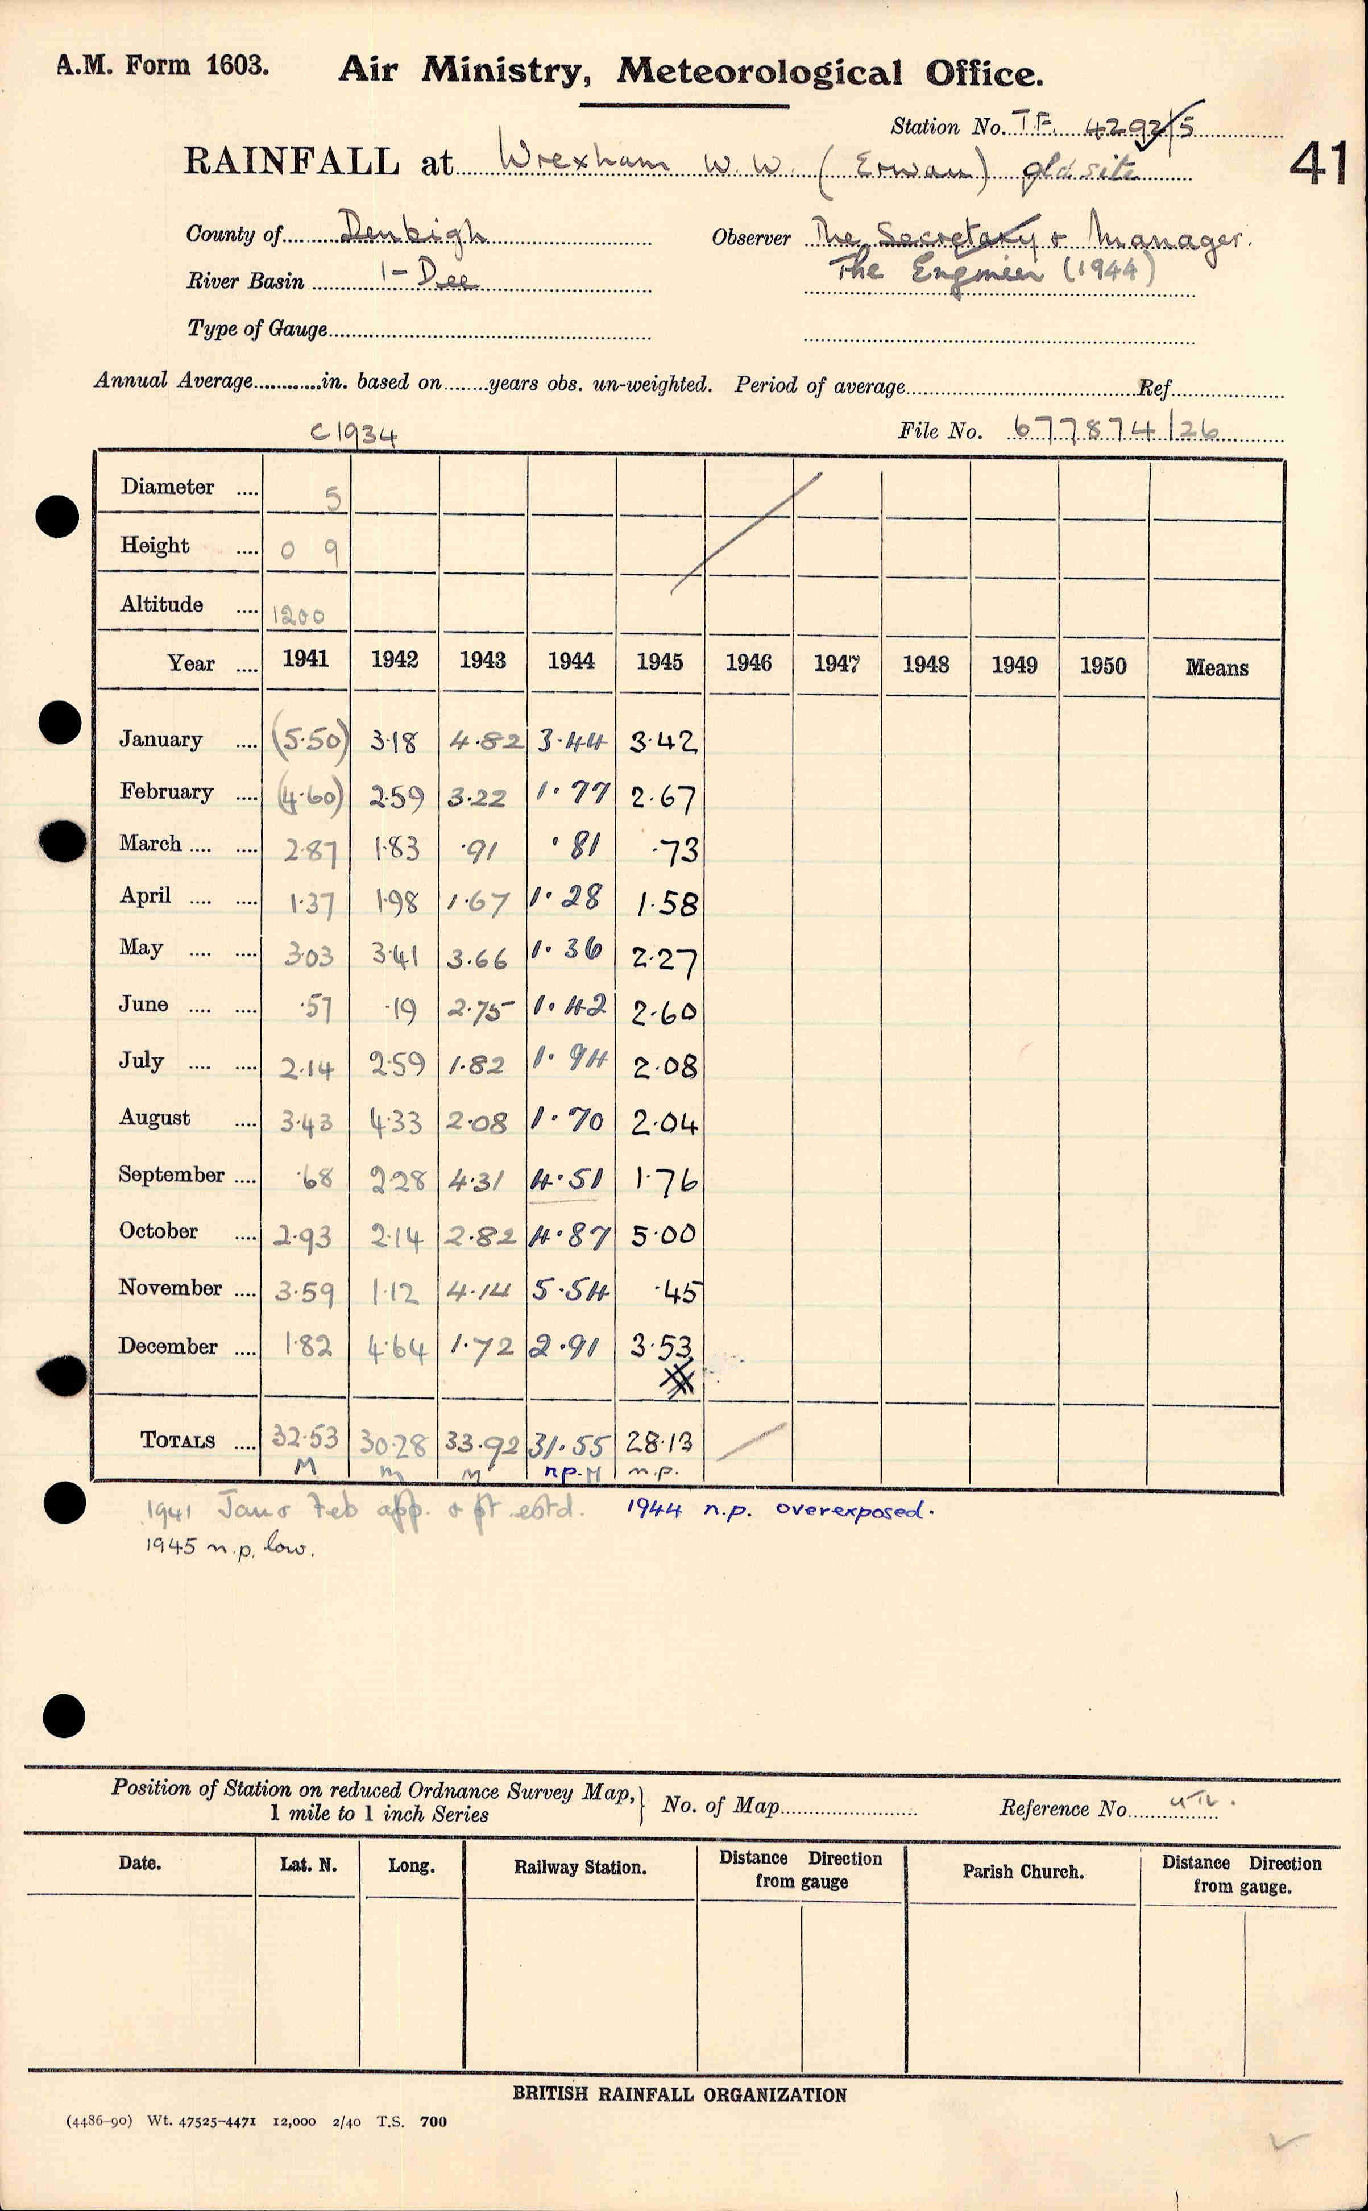 A.M. Form 1603. Air Ministry, Meteorological Office.
Station No. T.F. 4292/5
RAINFALL at Wrexham W.W. (Erwau) old site
41
County of Denbigh Observer The Secretary & Manager.
River Basin 1-Dee The Engineer (1944)
Type of Gauge
Annual Average in. based on years obs. un-weighted. Period of average Ref.
c1934 File No. 677874/26
Diameter 5
Height 0 9
Altitude 1200
Year 1941 1942 1943 1944 1945 1946 1947 1948 1949 1950 Means
January (5.50) 3.18 4.82 3.44 3.42
February (4.60) 2.59 3.22 1.77 2.67
March 2.87 1.83 .91 .81 .73
April 1.37 1.98 1.67 1.28 1.58
May 3.03 3.41 3.66 1.36 2.27
June .57 .19 2.75 1.42 2.60
July 2.14 2.59 1.82 1.94 2.08
August 3.43 4.33 2.08 1.70 2.04
September .68 2.28 4.31 4.51 1.76
October 2.93 2.14 2.82 4.87 5.00
November 3.59 1.12 4.14 5.54 .45
December 1.82 4.64 1.72 2.91 3.53
TOTALS 32.53 30.28 33.92 31.55 28.13
M m M n.p. M n.p.
1941 Jan & Feb app. & pt estd. 1944 n.p. overexposed.
1945 n.p. low.
Position of Station on reduced Ordnance Survey Map, 1 mile to 1 inch Series } No. of Map Reference No.
Date. Lat. N. Long. Railway Station. Distance Direction from gauge Parish Church. Distance Direction from gauge.
BRITISH RAINFALL ORGANIZATION
(4486-90) Wt. 47525-4471 12,000 2/40 T.S. 700